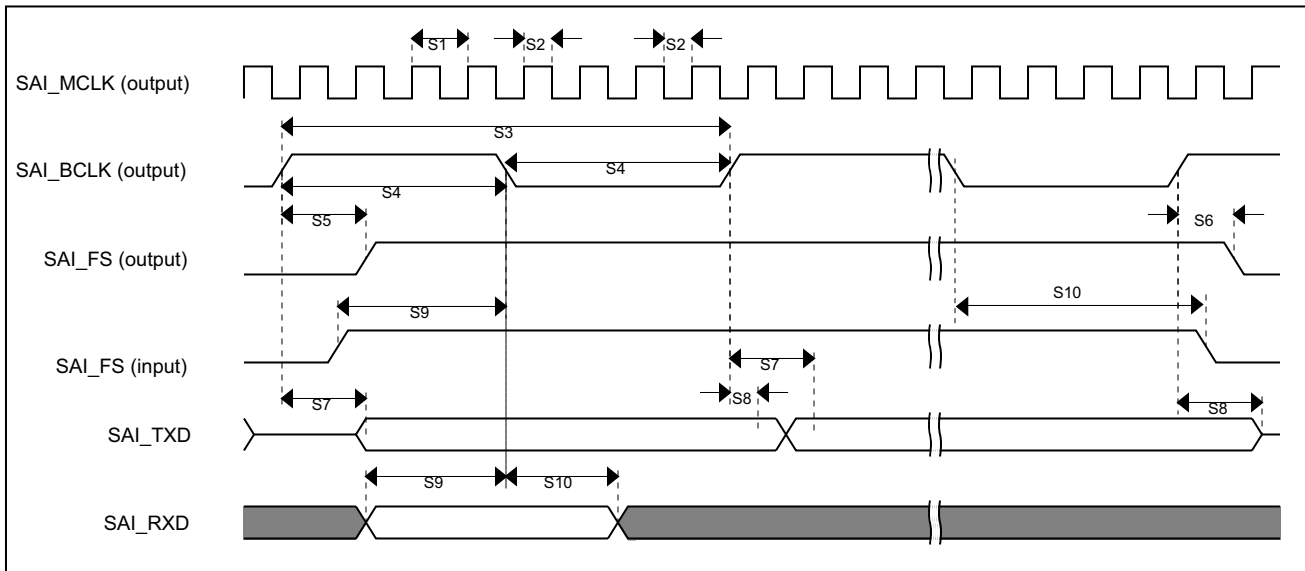 S1
S2
S2
SAI_MCLK (output)
S3
SAI_BCLK (output)
S4
S4
S5
S6
SAI_FS (output)
S10
S9
SAI_FS (input)
S7
S8
S7
S8
SAI_TXD
S9
S10
SAI_RXD